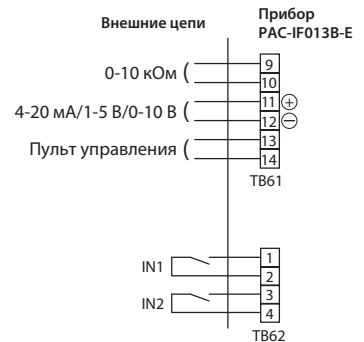 Внешние цепи
Прибор
PAC-IF013B-E
0-10 кОм (
9
10
4-20 мА/1-5 В/0-10 В (
11 +
12 −
Пульт управления (
13
14
TB61
IN1
1
2
IN2
3
4
TB62